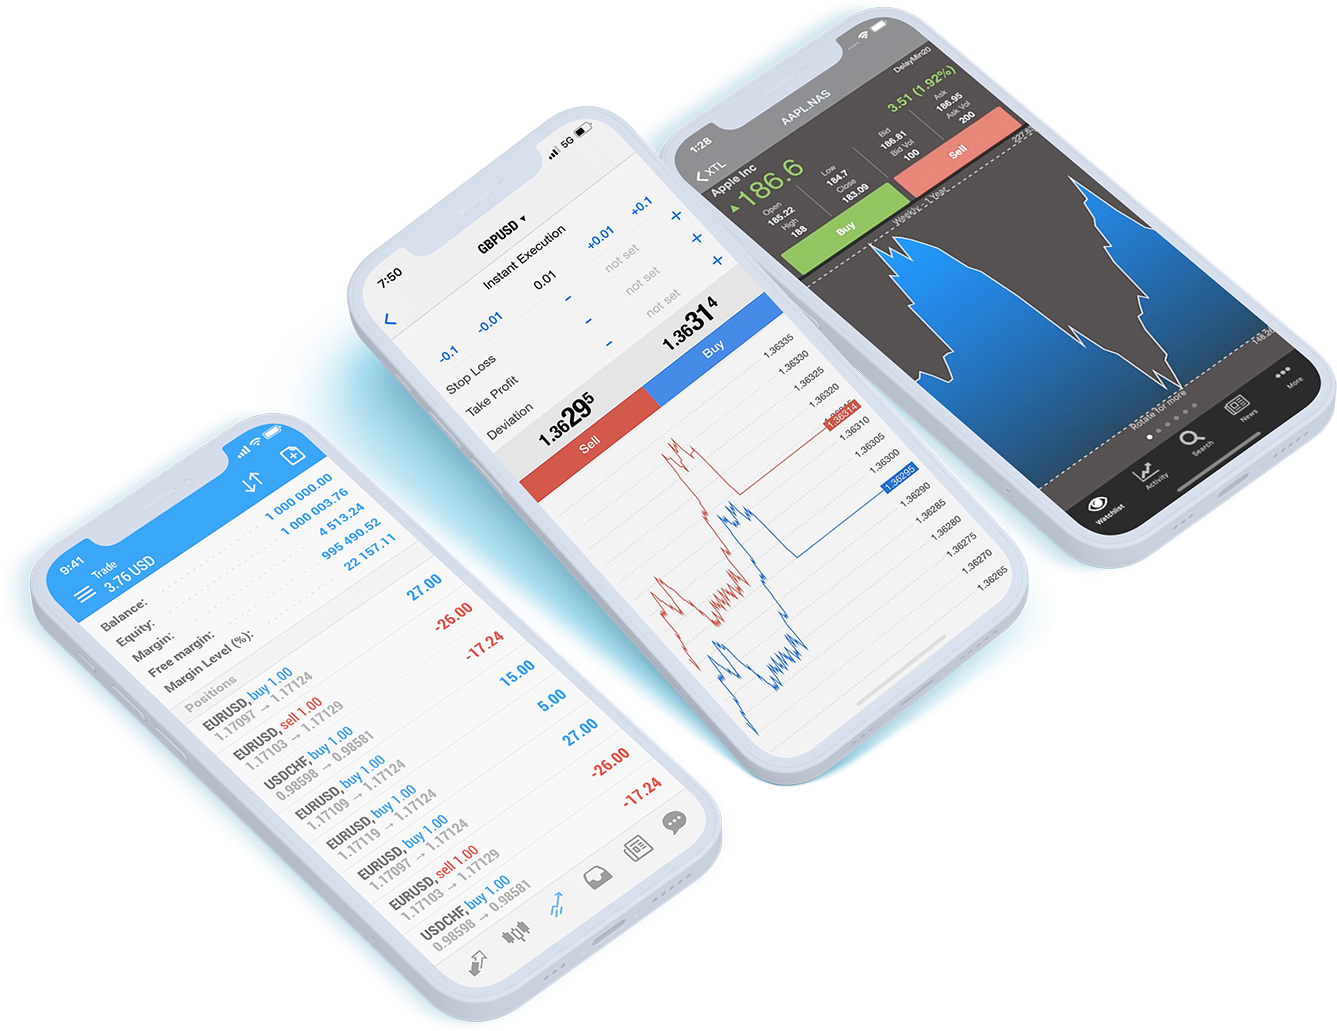 9:41
Trade
3.76 USD
Balance: 1 000 000.00
Equity: 1 000 003.76
Margin: 4 513.24
Free margin: 995 490.52
Margin Level (%): 22 157.11
Positions
EURUSD, buy 1.00 27.00
1.17097 → 1.17124
EURUSD, sell 1.00 -26.00
1.17103 → 1.17129
USDCHF, buy 1.00 -17.24
0.98598 → 0.98581
EURUSD, buy 1.00 15.00
1.17109 → 1.17124
EURUSD, buy 1.00 5.00
1.17119 → 1.17124
EURUSD, buy 1.00 27.00
1.17097 → 1.17124
EURUSD, sell 1.00 -26.00
1.17103 → 1.17129
USDCHF, buy 1.00 -17.24
0.98598 → 0.98581
7:50 5G
GBPUSD
Instant Execution
-0.1 -0.01 0.01 +0.01 +0.1
Stop Loss - not set +
Take Profit - not set +
Deviation - not set +
1.36295 1.36314
Sell Buy
1.36335
1.36330
1.36325
1.36320
1.36314
1.36310
1.36305
1.36300
1.36295
1.36290
1.36285
1.36280
1.36275
1.36270
1.36265
1:28
XTL AAPL.NAS
Apple Inc DelayMin20
186.6 3.51 (1.92%)
Open Low Bid Ask
185.22 184.7 186.81 186.95
High Close Bid Vol Ask Vol
188 183.09 100 200
Buy Sell
Weekly - 1 Year
Rotate for more
Watchlist Activity Search News More